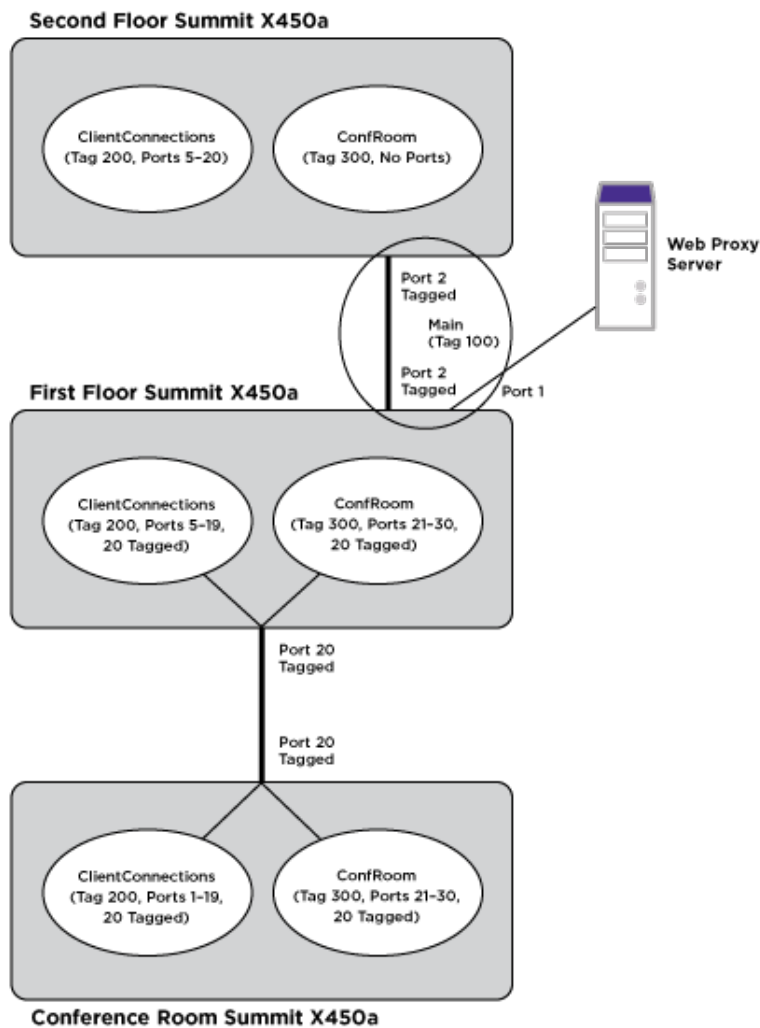 Second Floor Summit X450a
ClientConnections
(Tag 200, Ports 5–20)
ConfRoom
(Tag 300, No Ports)
Web Proxy
Server
Port 2
Tagged
Main
(Tag 100)
Port 2
Tagged
Port 1
First Floor Summit X450a
ClientConnections
(Tag 200, Ports 5–19,
20 Tagged)
ConfRoom
(Tag 300, Ports 21–30,
20 Tagged)
Port 20
Tagged
Port 20
Tagged
ClientConnections
(Tag 200, Ports 1–19,
20 Tagged)
ConfRoom
(Tag 300, Ports 21–30,
20 Tagged)
Conference Room Summit X450a